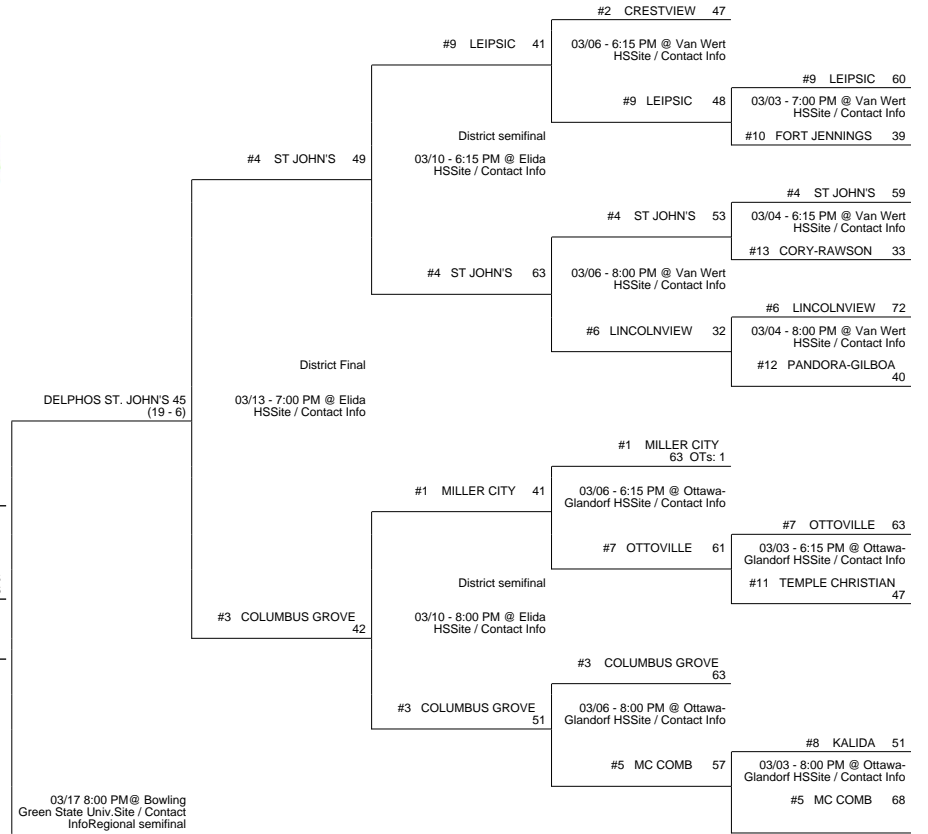 #2 CRESTVIEW 47
#9 LEIPSIC 41
03/06 - 6:15 PM @ Van Wert
HSSite / Contact Info
#9 LEIPSIC 60
#9 LEIPSIC 48
03/03 - 7:00 PM @ Van Wert
HSSite / Contact Info
District semifinal
#10 FORT JENNINGS 39
#4 ST JOHN'S 49
03/10 - 6:15 PM @ Elida
HSSite / Contact Info
#4 ST JOHN'S 59
#4 ST JOHN'S 53
03/04 - 6:15 PM @ Van Wert
HSSite / Contact Info
#13 CORY-RAWSON 33
#4 ST JOHN'S 63
03/06 - 8:00 PM @ Van Wert
HSSite / Contact Info
#6 LINCOLNVIEW 72
#6 LINCOLNVIEW 32
03/04 - 8:00 PM @ Van Wert
HSSite / Contact Info
District Final
#12 PANDORA-GILBOA
40
DELPHOS ST. JOHN'S 45
(19 - 6)
03/13 - 7:00 PM @ Elida
HSSite / Contact Info
#1 MILLER CITY
63 OTs: 1
#1 MILLER CITY 41
03/06 - 6:15 PM @ Ottawa-
Glandorf HSSite / Contact Info
#7 OTTOVILLE 63
#7 OTTOVILLE 61
03/03 - 6:15 PM @ Ottawa-
Glandorf HSSite / Contact Info
District semifinal
#11 TEMPLE CHRISTIAN
47
#3 COLUMBUS GROVE
42
03/10 - 8:00 PM @ Elida
HSSite / Contact Info
#3 COLUMBUS GROVE
63
#3 COLUMBUS GROVE
51
03/06 - 8:00 PM @ Ottawa-
Glandorf HSSite / Contact Info
#8 KALIDA 51
#5 MC COMB 57
03/03 - 8:00 PM @ Ottawa-
Glandorf HSSite / Contact Info
#5 MC COMB 68
03/17 8:00 PM@ Bowling
Green State Univ.Site / Contact
InfoRegional semifinal